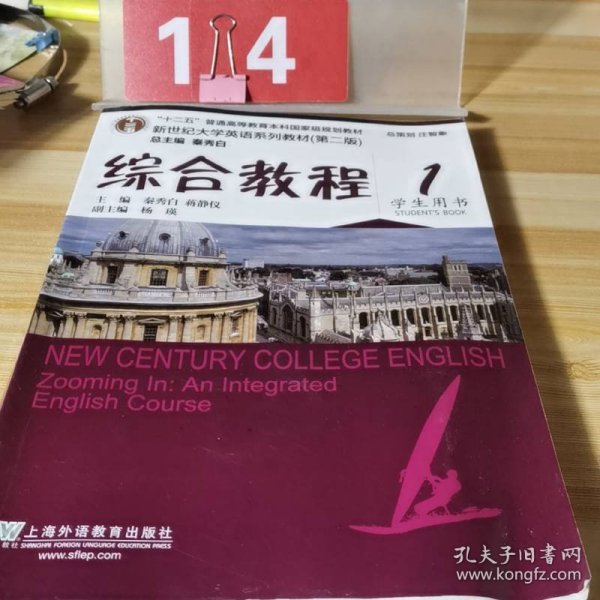 14
"十二五"普通高等教育本科国家级规划教材
新世纪大学英语系列教材(第二版)
总主编 秦秀白
总策划 庄智象
综合教程 1
主 编 秦秀白 蒋静仪
副主编 杨 瑛
学生用书
STUDENT'S BOOK
NEW CENTURY COLLEGE ENGLISH
Zooming In: An Integrated
English Course
上海外语教育出版社
SHANGHAI FOREIGN LANGUAGE EDUCATION PRESS
www.sflep.com
孔夫子旧书网
www.kongfz.com